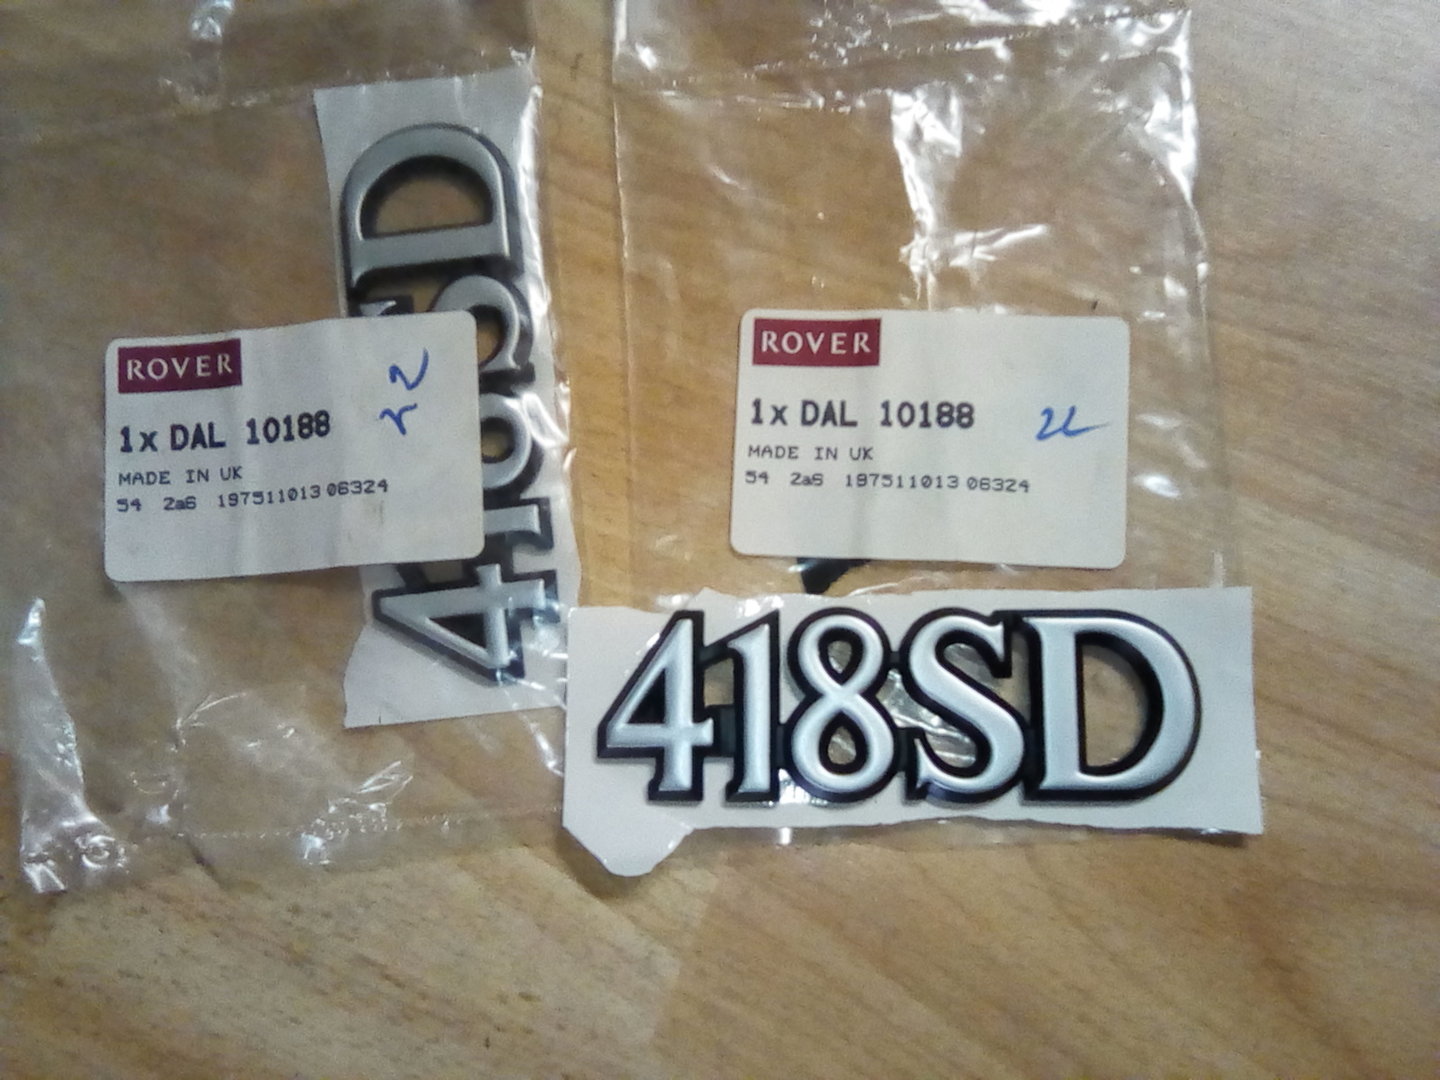 418SD
ROVER
1x DAL 10188
MADE IN UK
54 2a6 197511013 06324
ROVER
1x DAL 10188
MADE IN UK
54 2a6 197511013 06324
418SD